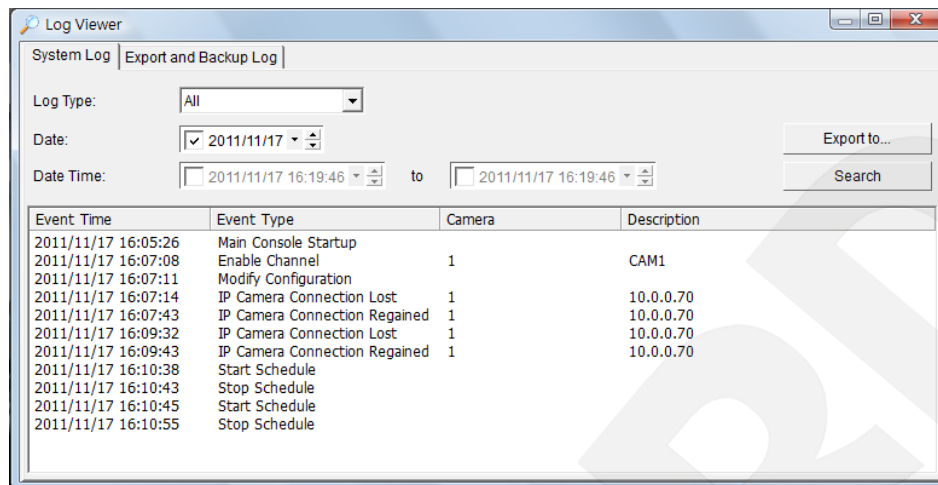 Log Viewer
System Log Export and Backup Log
Log Type: All
Date: 2011/11/17 Export to...
Date Time: 2011/11/17 16:19:46 to 2011/11/17 16:19:46 Search
Event Time Event Type Camera Description
2011/11/17 16:05:26 Main Console Startup
2011/11/17 16:07:08 Enable Channel 1 CAM1
2011/11/17 16:07:11 Modify Configuration
2011/11/17 16:07:14 IP Camera Connection Lost 1 10.0.0.70
2011/11/17 16:07:43 IP Camera Connection Regained 1 10.0.0.70
2011/11/17 16:09:32 IP Camera Connection Lost 1 10.0.0.70
2011/11/17 16:09:43 IP Camera Connection Regained 1 10.0.0.70
2011/11/17 16:10:38 Start Schedule
2011/11/17 16:10:43 Stop Schedule
2011/11/17 16:10:45 Start Schedule
2011/11/17 16:10:55 Stop Schedule